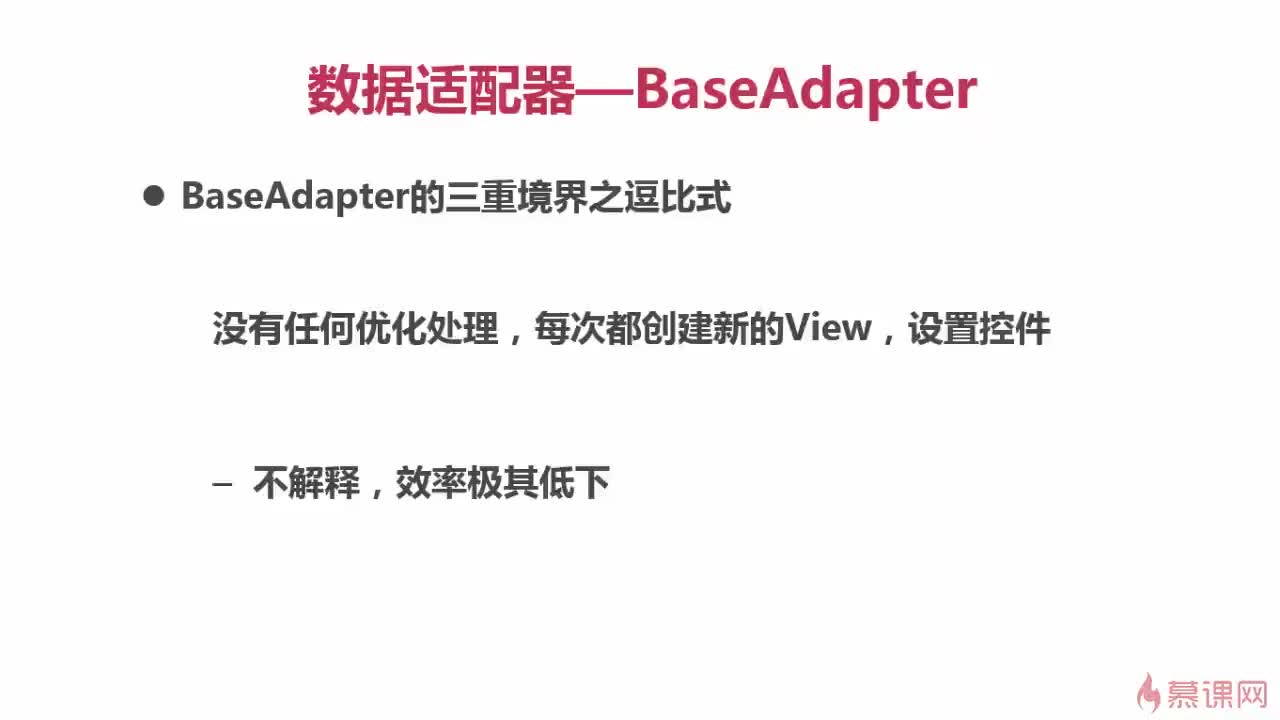 数据适配器—BaseAdapter
● BaseAdapter的三重境界之逗比式
没有任何优化处理，每次都创建新的View，设置控件
– 不解释，效率极其低下
慕课网